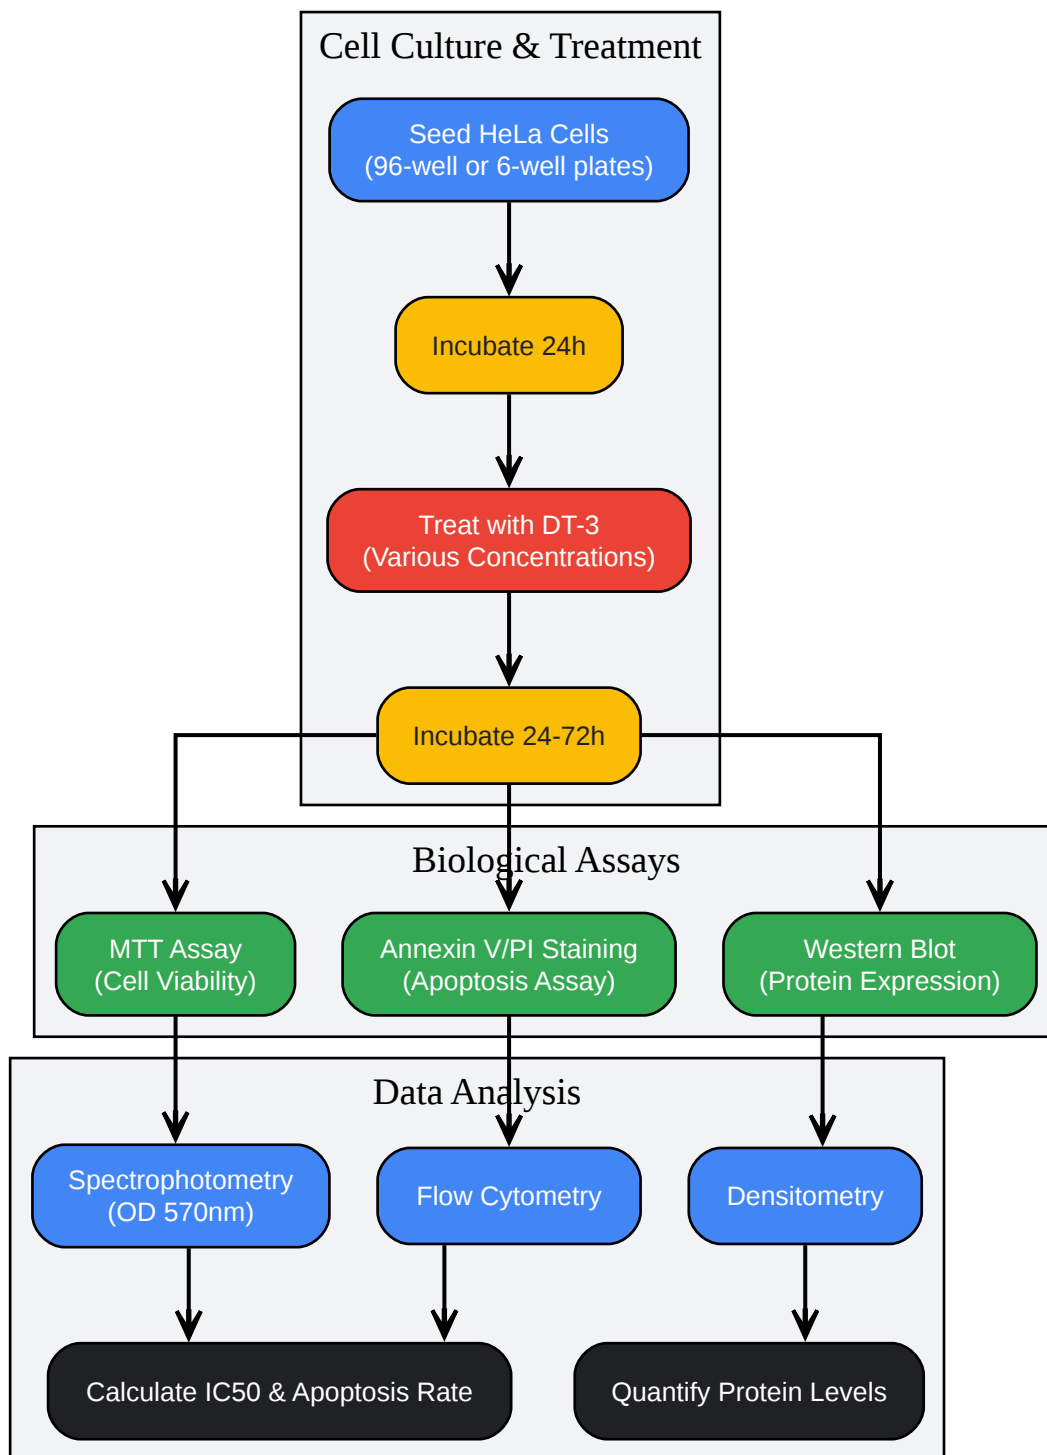 Cell Culture & Treatment
Seed HeLa Cells
(96-well or 6-well plates)
Incubate 24h
Treat with DT-3
(Various Concentrations)
Incubate 24-72h
Biological Assays
MTT Assay
(Cell Viability)
Annexin V/PI Staining
(Apoptosis Assay)
Western Blot
(Protein Expression)
Data Analysis
Spectrophotometry
(OD 570nm)
Flow Cytometry
Densitometry
Calculate IC50 & Apoptosis Rate
Quantify Protein Levels